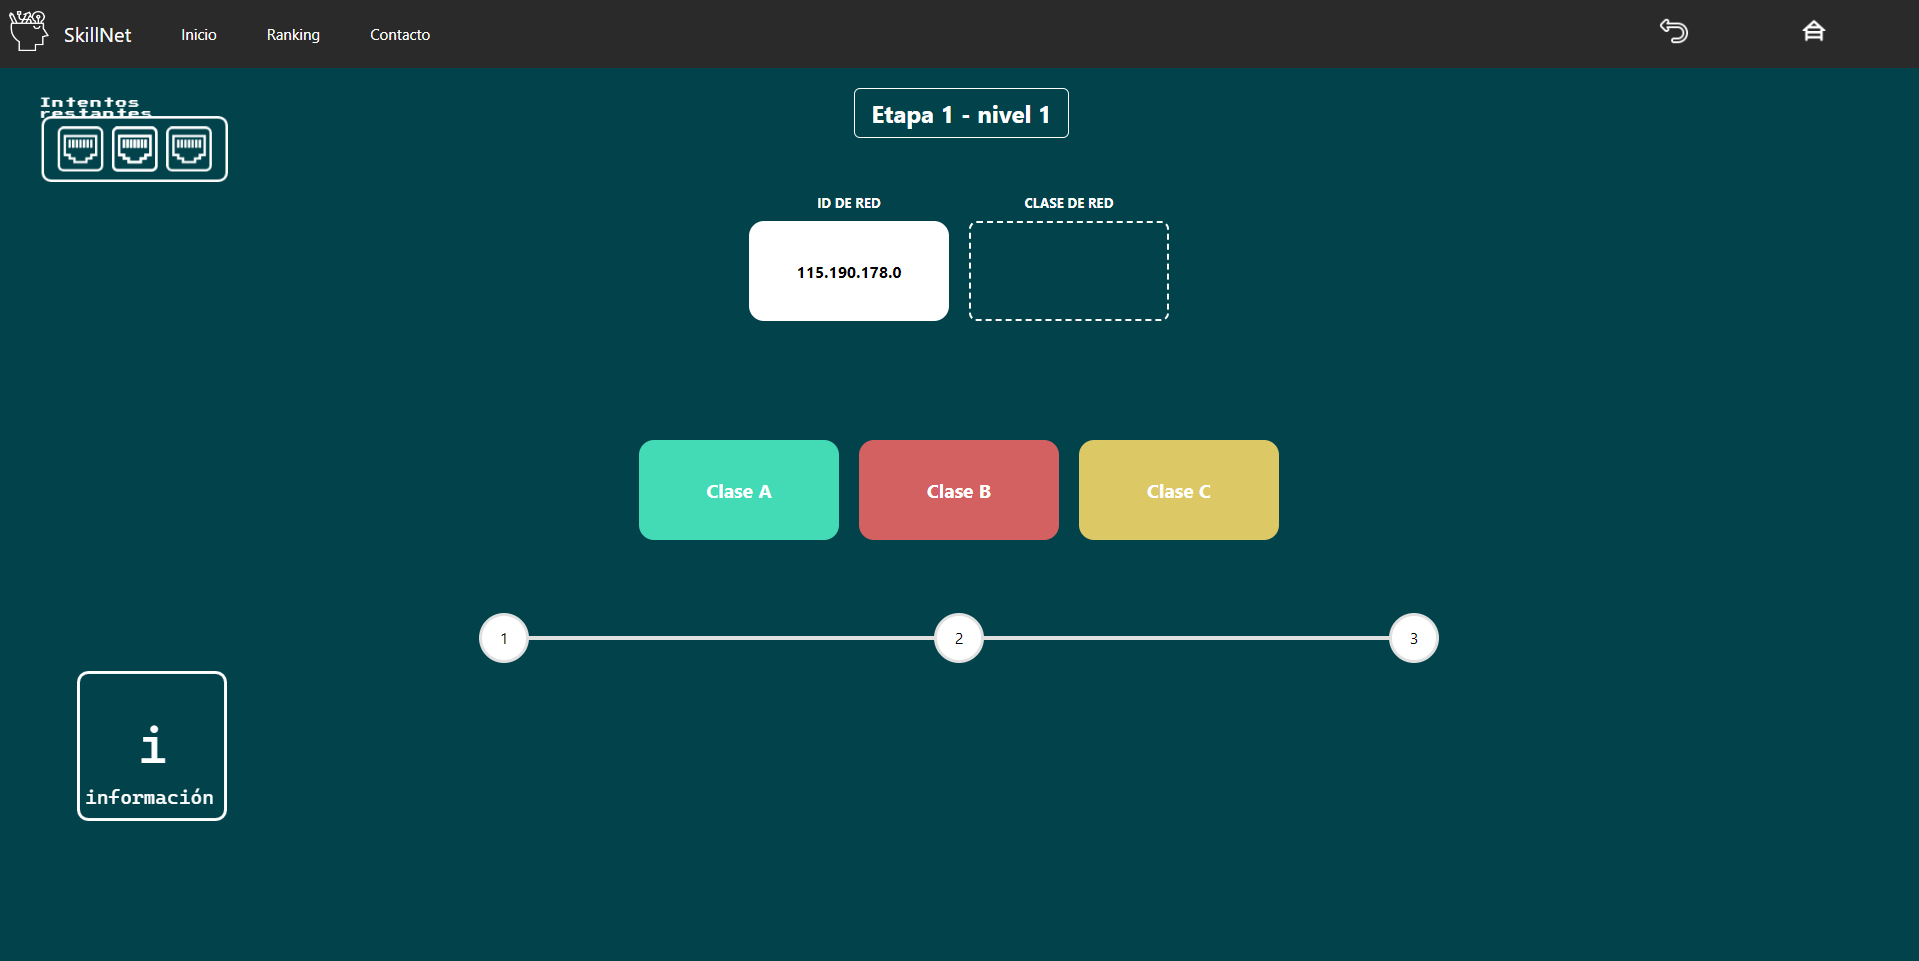 SkillNet
Inicio
Ranking
Contacto
Intentos
restantes
Etapa 1 - nivel 1
ID DE RED
CLASE DE RED
115.190.178.0
Clase A
Clase B
Clase C
1
2
3
i
información